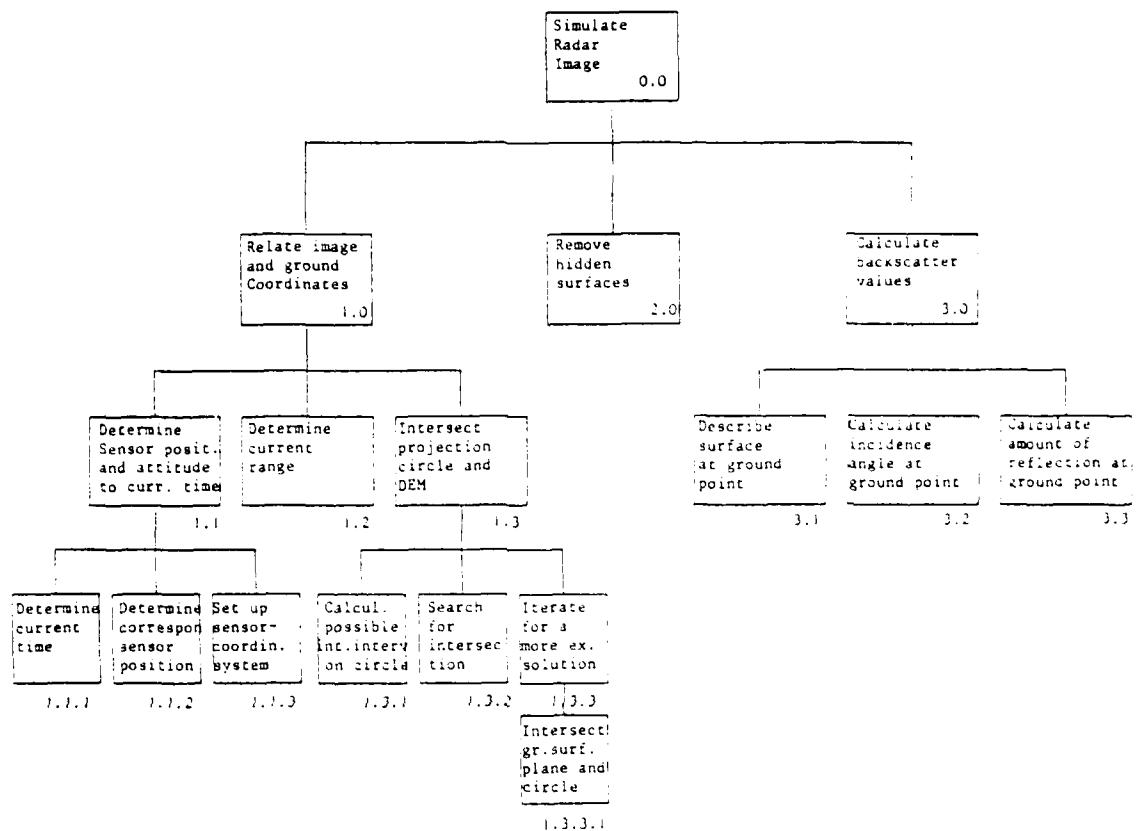 Simulate
Radar
Image
0.0
Relate image
and ground
Coordinates
1.0
Remove
hidden
surfaces
2.0
Calculate
backscatter
values
3.0
Determine
Sensor posit.
and attitude
to curr. time
1.1
Determine
current
range
1.2
Intersect
projection
circle and
DEM
1.3
Describe
surface
at ground
point
3.1
Calculate
incidence
angle at
ground point
3.2
Calculate
amount of
reflection at
ground point
3.3
Determine
current
time
1.1.1
Determine
correspon
sensor
position
1.1.2
Set up
sensor-
coordin.
system
1.1.3
Calcul.
possible
int.interv
on circle
1.3.1
Search
for
intersec
tion
1.3.2
Iterate
for a
more ex.
solution
1.3.3
Intersect
gr.surf.
plane and
circle
1.3.3.1